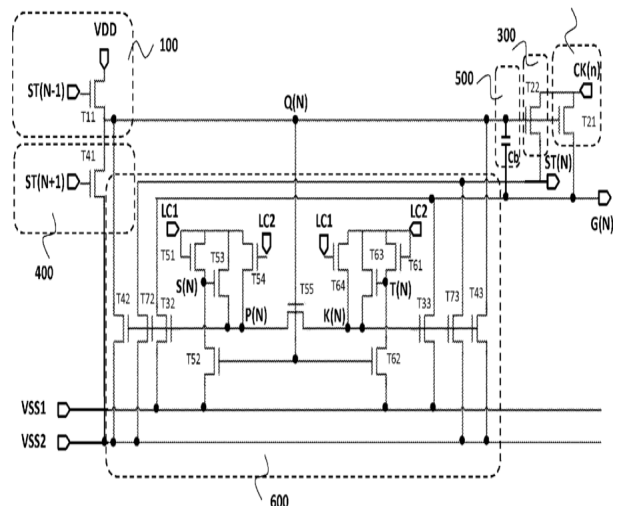 VDD
100
300
500
CK(n)
ST(N-1)
T11
Q(N)
T22
T21
T41
Cb
ST(N)
ST(N+1)
G(N)
400
LC1
LC2
LC1
LC2
T51
T53
T54
T55
T64
T63
T61
S(N)
T(N)
P(N)
K(N)
T42
T72
T32
T33
T73
T43
T52
T62
VSS1
VSS2
600